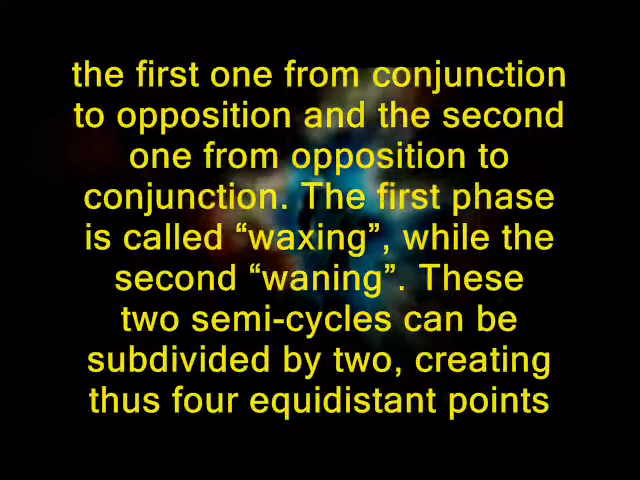 the first one from conjunction
to opposition and the second
one from opposition to
conjunction. The first phase
is called “waxing”, while the
second “waning”. These
two semi-cycles can be
subdivided by two, creating
thus four equidistant points